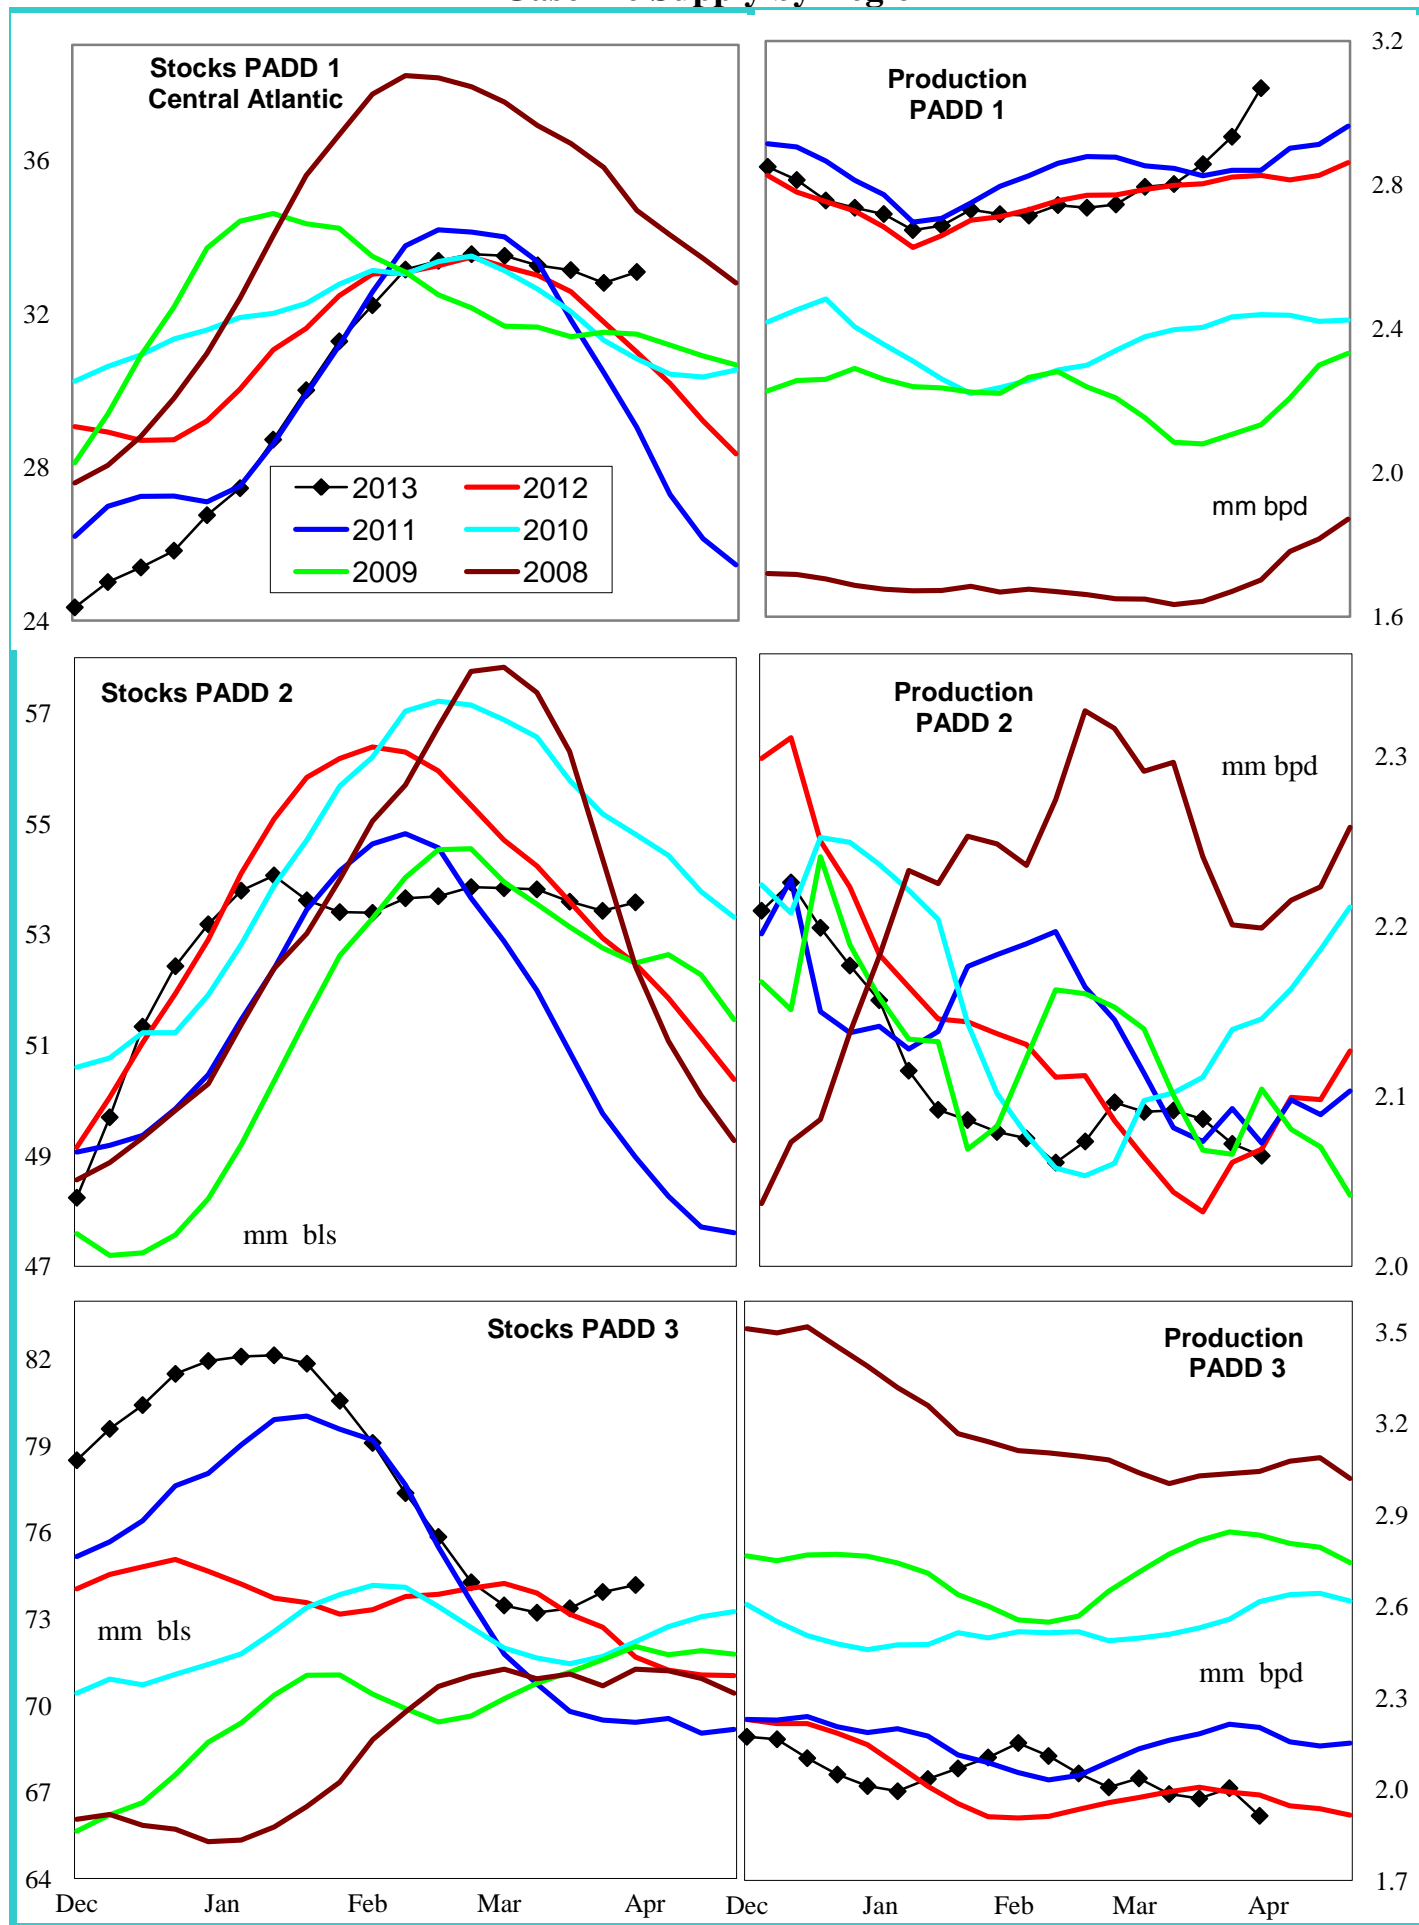 Stocks PADD 1
Central Atlantic
36
32
28
24
2013
2012
2011
2010
2009
2008
Production
PADD 1
3.2
2.8
2.4
2.0
1.6
mm bpd
Stocks PADD 2
57
55
53
51
49
47
mm bls
Production
PADD 2
mm bpd
2.3
2.2
2.1
2.0
Stocks PADD 3
82
79
76
73
70
67
64
mm bls
Dec Jan Feb Mar Apr
Production
PADD 3
3.5
3.2
2.9
2.6
2.3
2.0
1.7
mm bpd
Dec Jan Feb Mar Apr